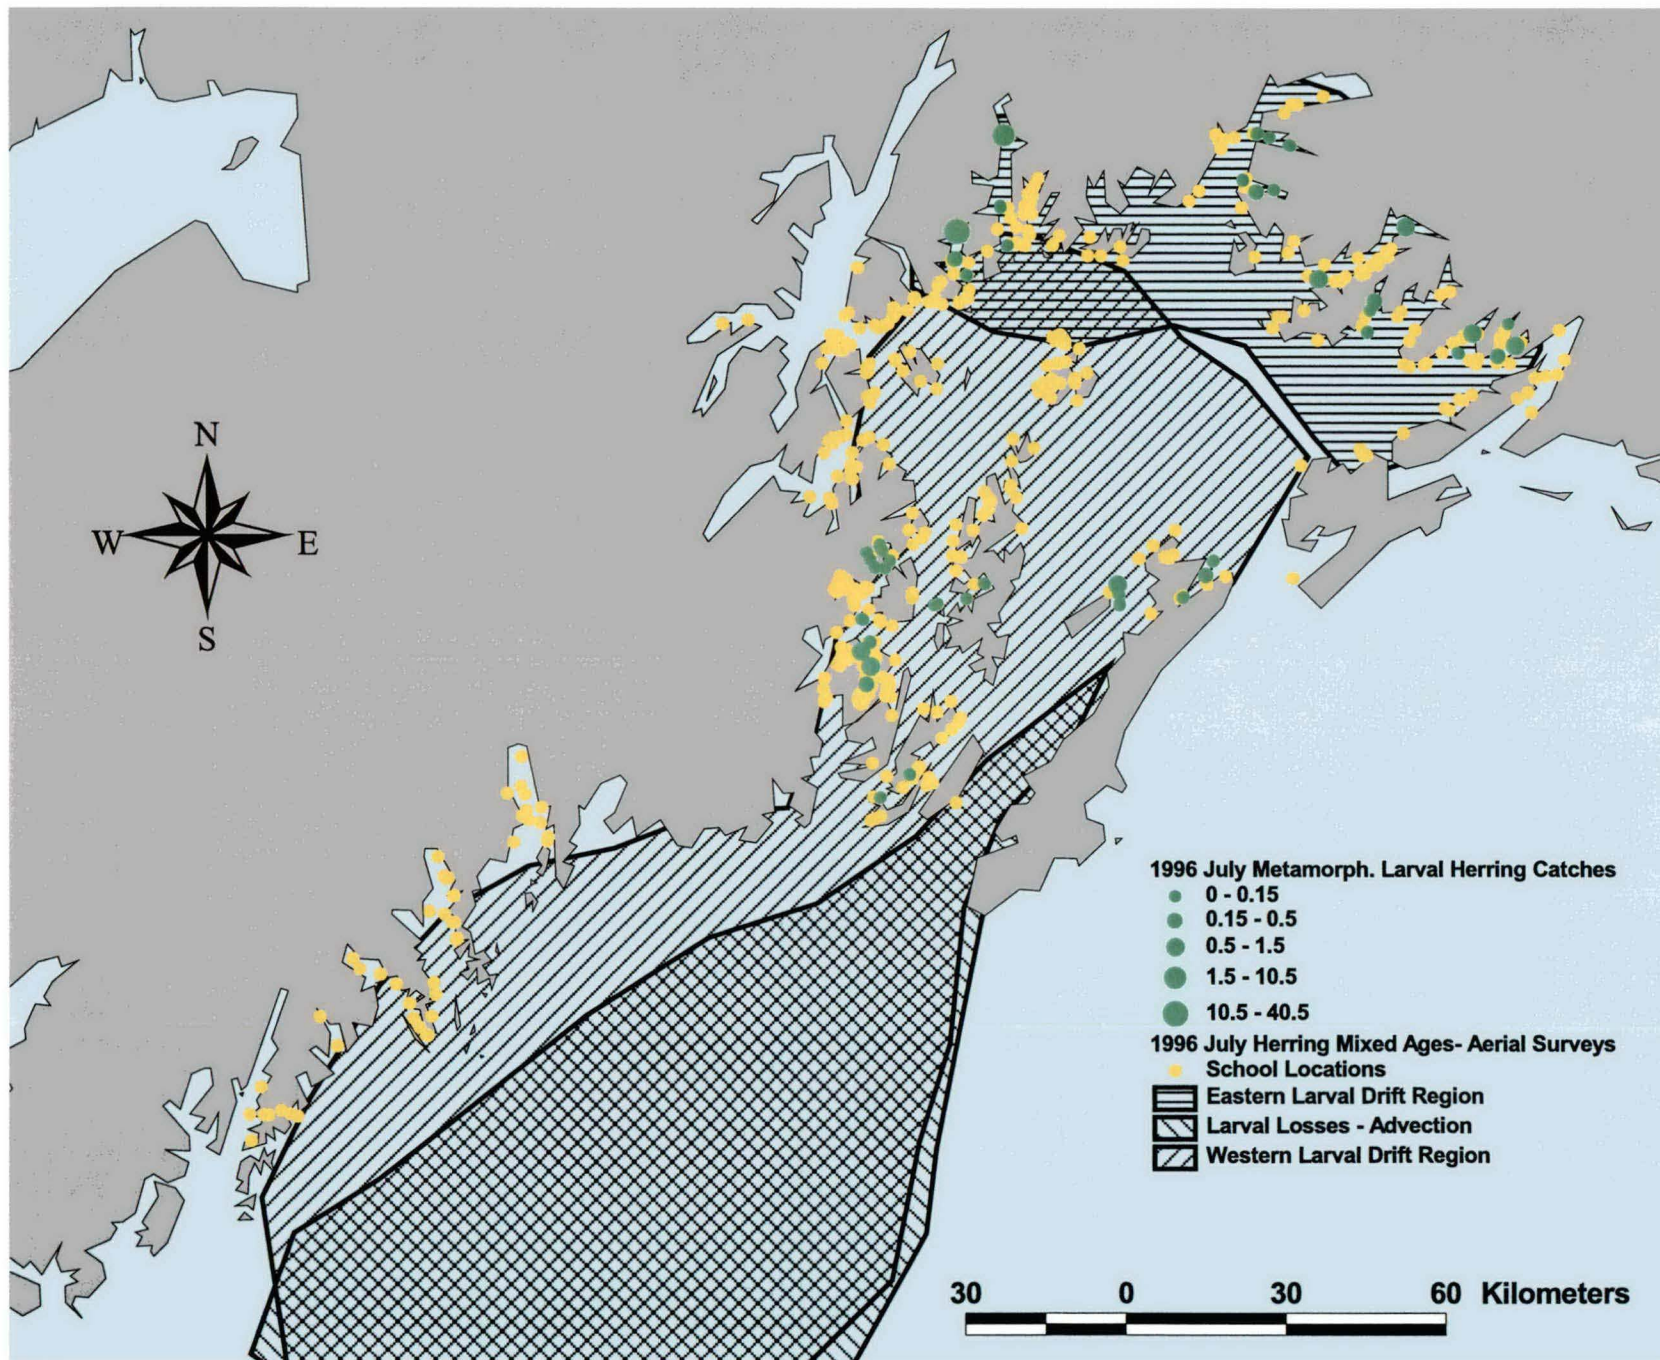 N
W E
S
1996 July Metamorph. Larval Herring Catches
0 - 0.15
0.15 - 0.5
0.5 - 1.5
1.5 - 10.5
10.5 - 40.5
1996 July Herring Mixed Ages- Aerial Surveys
School Locations
Eastern Larval Drift Region
Larval Losses - Advection
Western Larval Drift Region
30 0 30 60 Kilometers